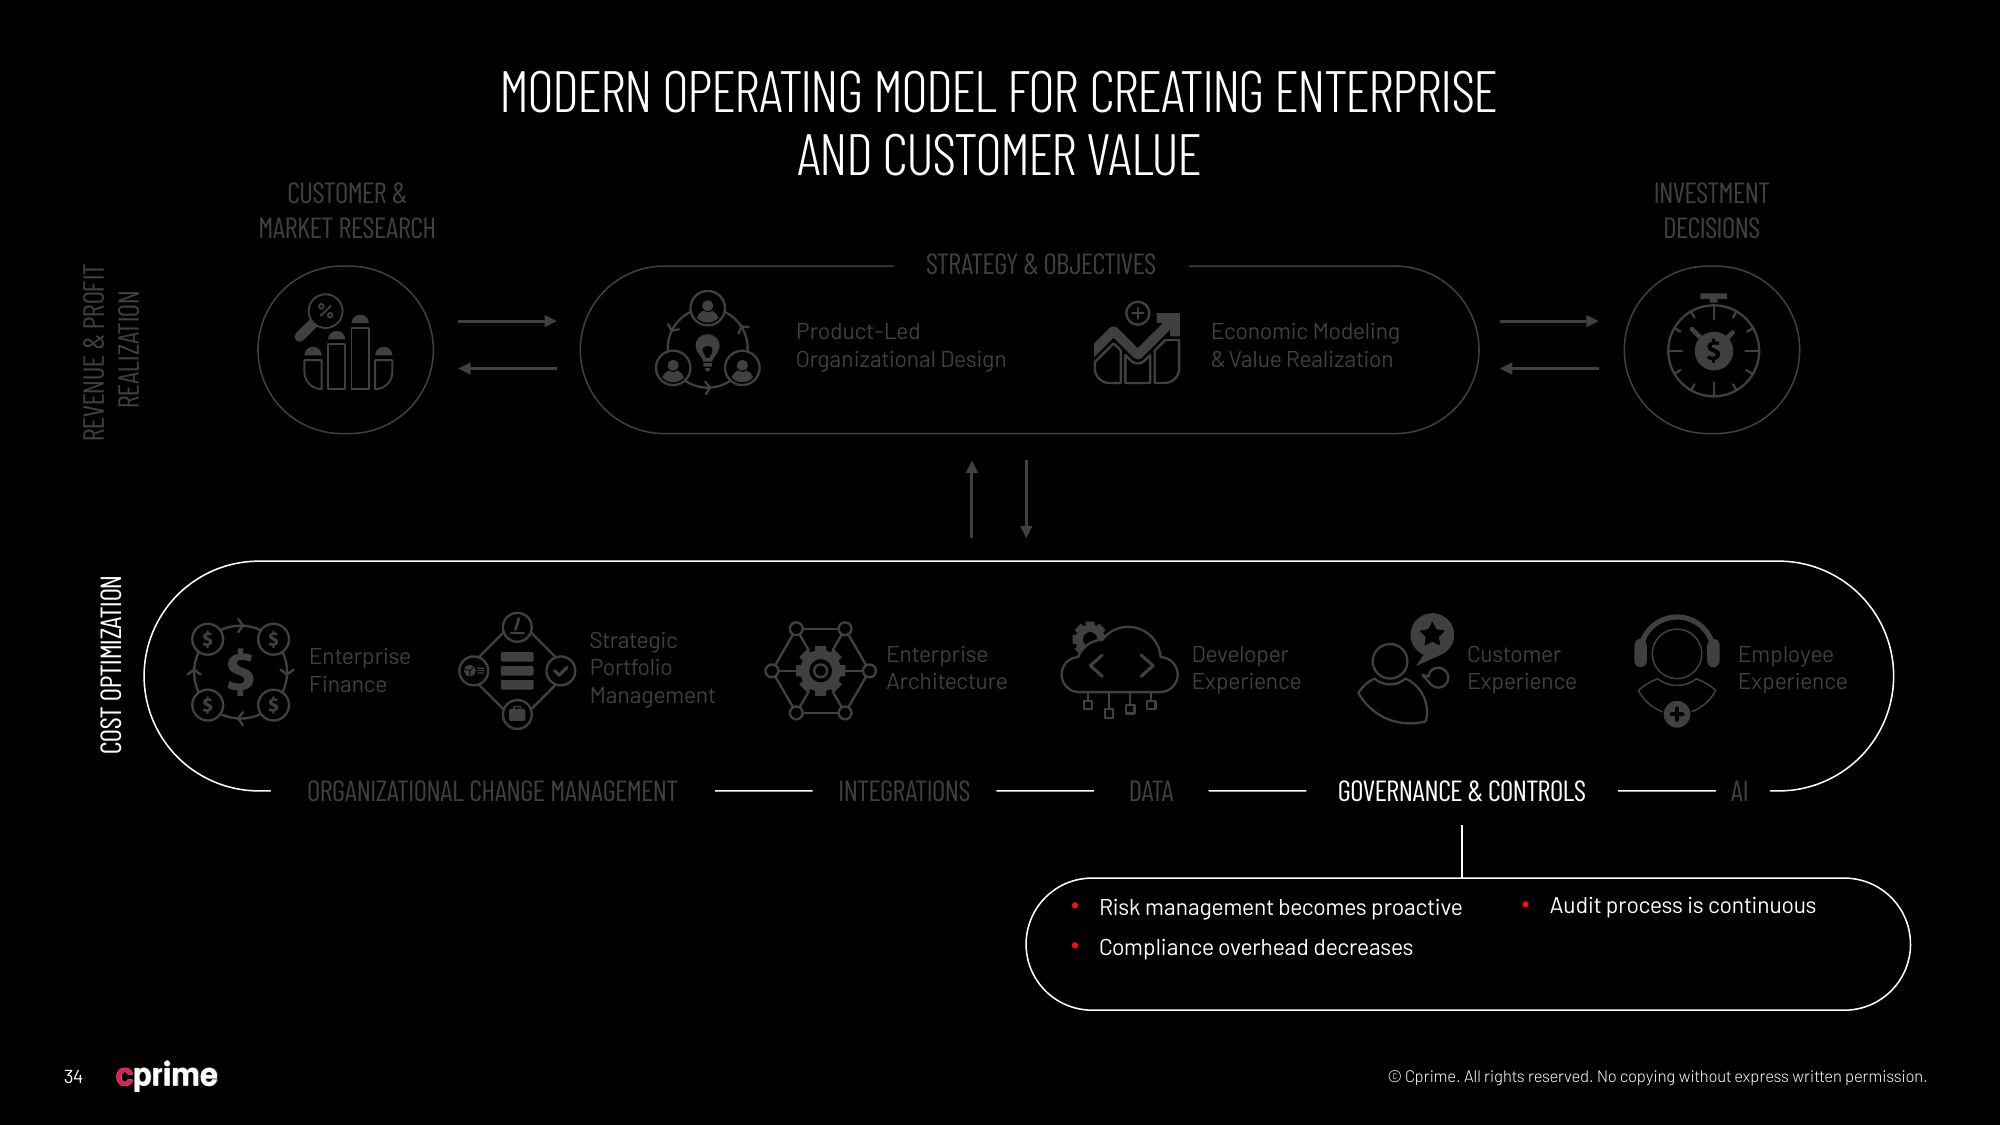 MODERN OPERATING MODEL FOR CREATING ENTERPRISE
AND CUSTOMER VALUE
CUSTOMER &
MARKET RESEARCH
INVESTMENT
DECISIONS
REVENUE & PROFIT
REALIZATION
STRATEGY & OBJECTIVES
%
Product-Led
Organizational Design
Economic Modeling
& Value Realization
$
COST OPTIMIZATION
$ $
$
$ $
Enterprise
Finance
Strategic
Portfolio
Management
Enterprise
Architecture
Developer
Experience
Customer
Experience
Employee
Experience
ORGANIZATIONAL CHANGE MANAGEMENT
INTEGRATIONS
DATA
GOVERNANCE & CONTROLS
AI
• Risk management becomes proactive
• Compliance overhead decreases
• Audit process is continuous
34
cprime
© Cprime. All rights reserved. No copying without express written permission.